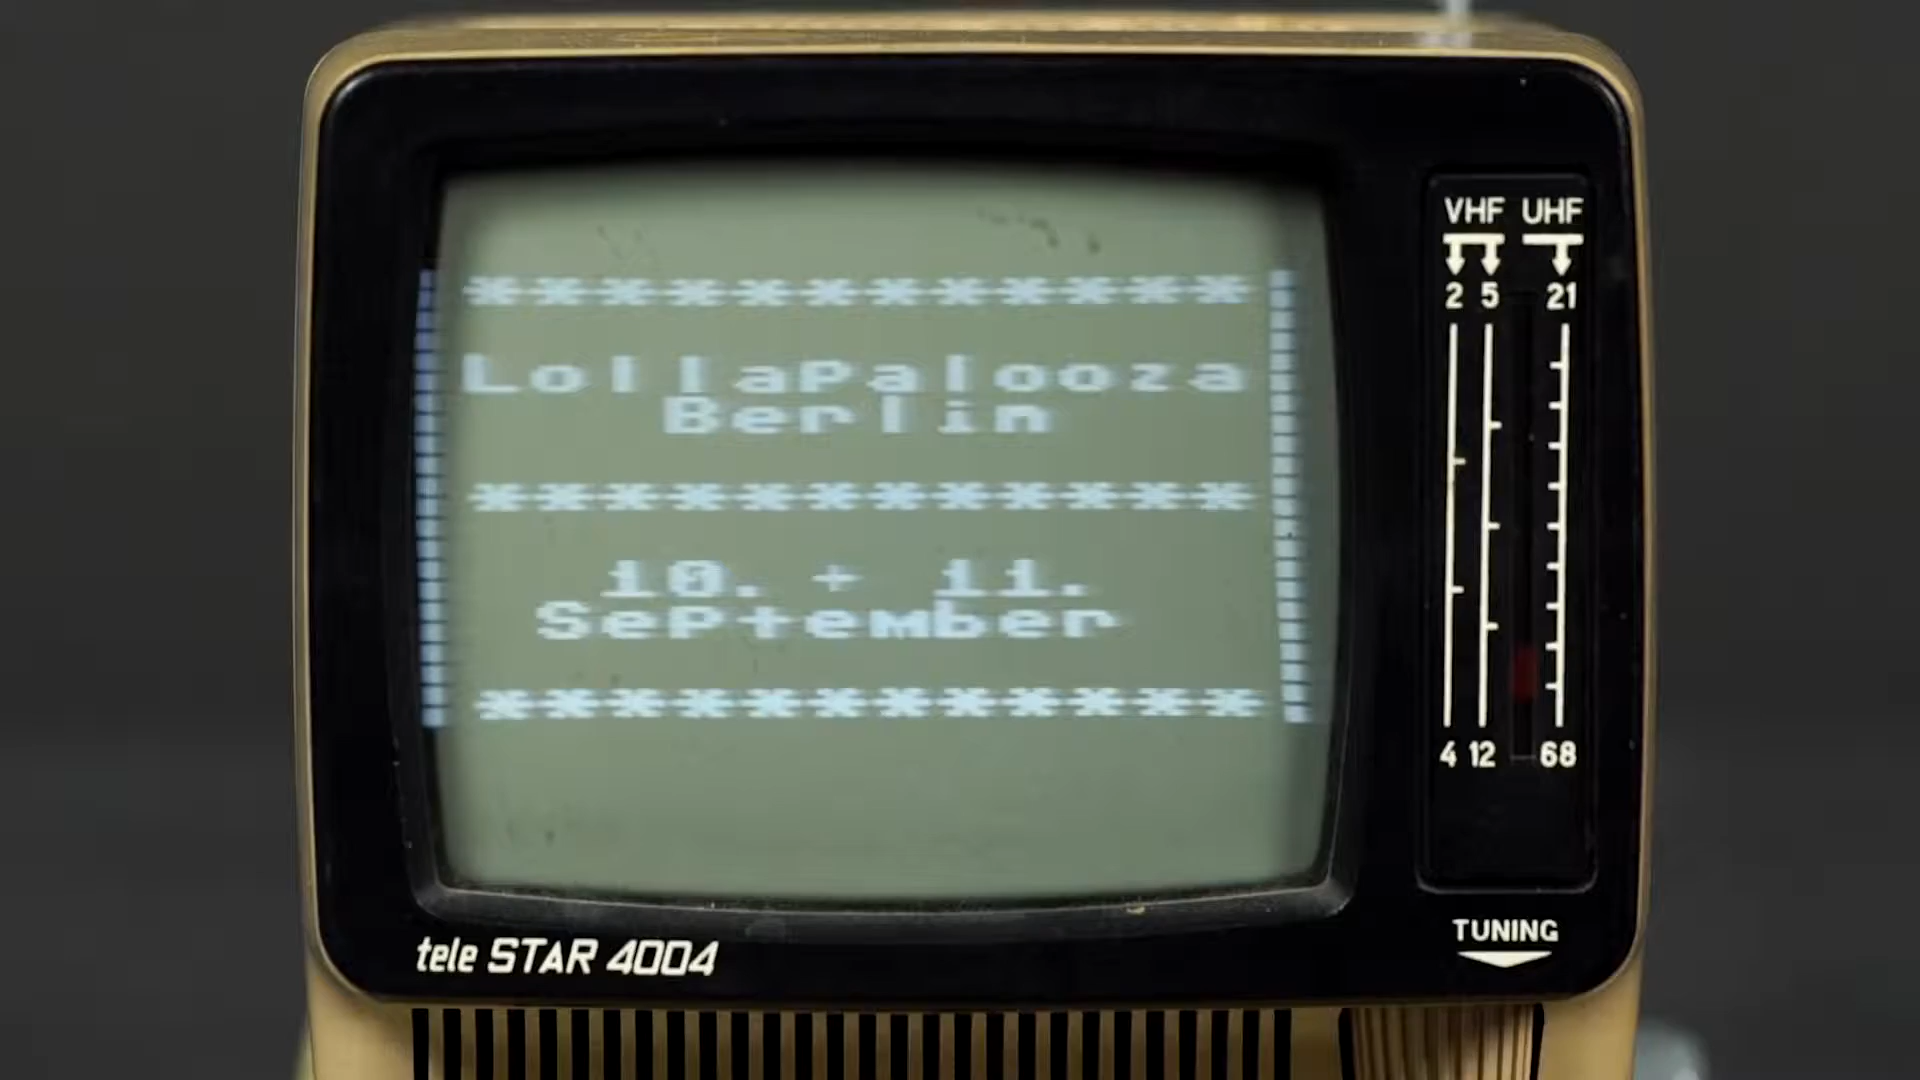 *************
Lollapalooza
Berlin
*************
10. + 11.
September
*************
VHF UHF
2 5 21
4 12 68
TUNING
tele STAR 4004